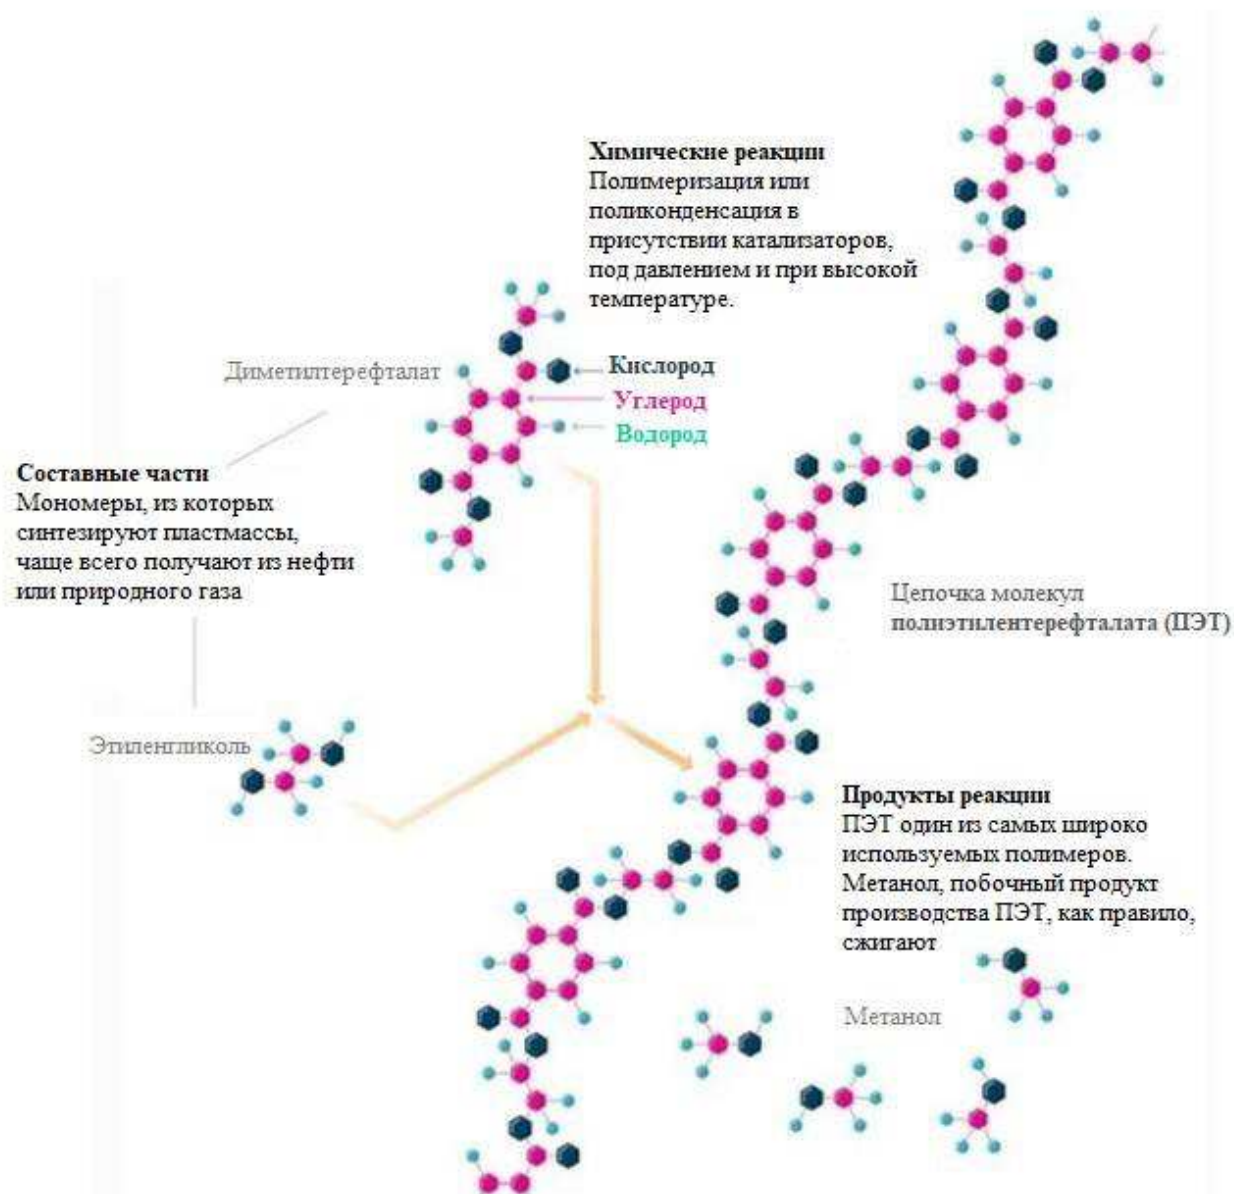 Химические реакции
Полимеризация или
поликонденсация в
присутствии катализаторов,
под давлением и при высокой
температуре.
Диметилтерефталат
Кислород
Углерод
Водород
Составные части
Мономеры, из которых
синтезируют пластмассы,
чаще всего получают из нефти
или природного газа
Цепочка молекул
полиэтилентерефталата (ПЭТ)
Этиленгликоль
Продукты реакции
ПЭТ один из самых широко
используемых полимеров.
Метанол, побочный продукт
производства ПЭТ, как правило,
сжигают
Метанол